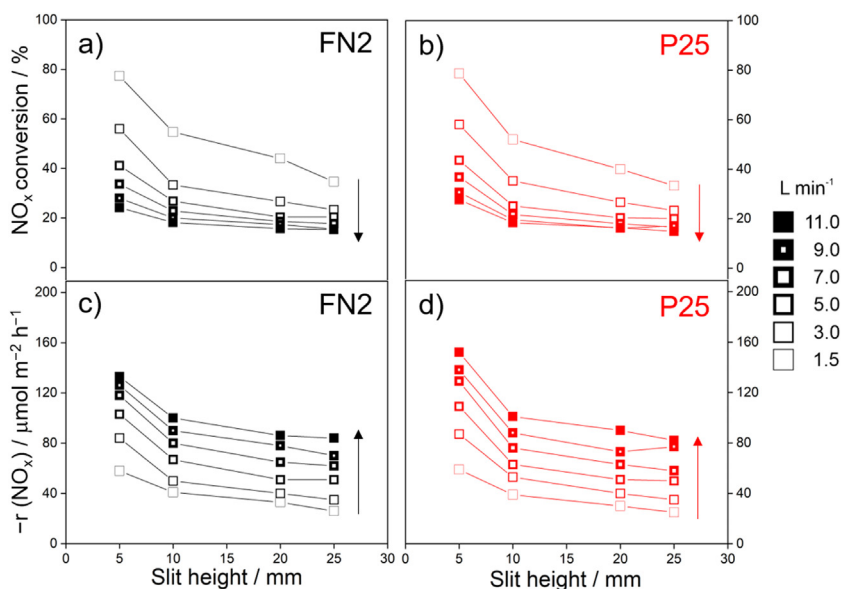 a) FN2
b) P25
NOₓ conversion / %
100
80
60
40
20
0
100
80
60
40
20
0
L min⁻¹
11.0
9.0
7.0
5.0
3.0
1.5
c) FN2
d) P25
−r (NOₓ) / μmol m⁻² h⁻¹
200
160
120
80
40
0
200
160
120
80
40
0
0 5 10 15 20 25 30
0 5 10 15 20 25 30
Slit height / mm
Slit height / mm